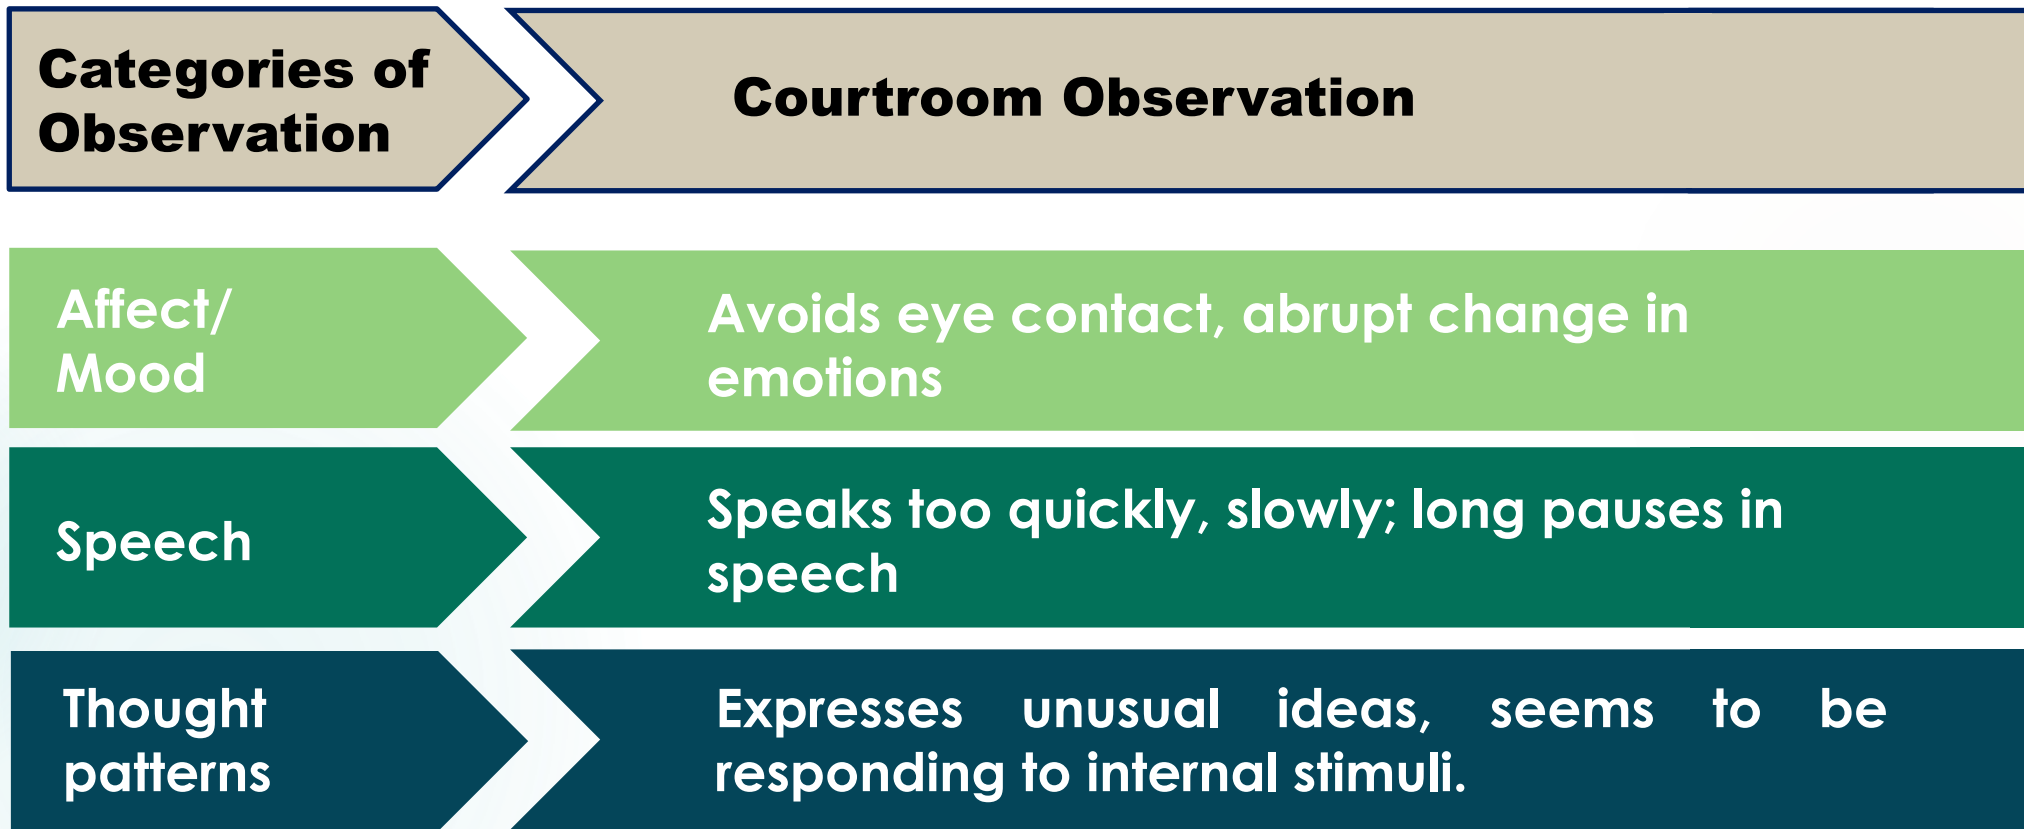 Categories of
Observation
Courtroom Observation
Affect/
Mood
Avoids eye contact, abrupt change in
emotions
Speech
Speaks too quickly, slowly; long pauses in
speech
Thought
patterns
Expresses unusual ideas, seems to be
responding to internal stimuli.